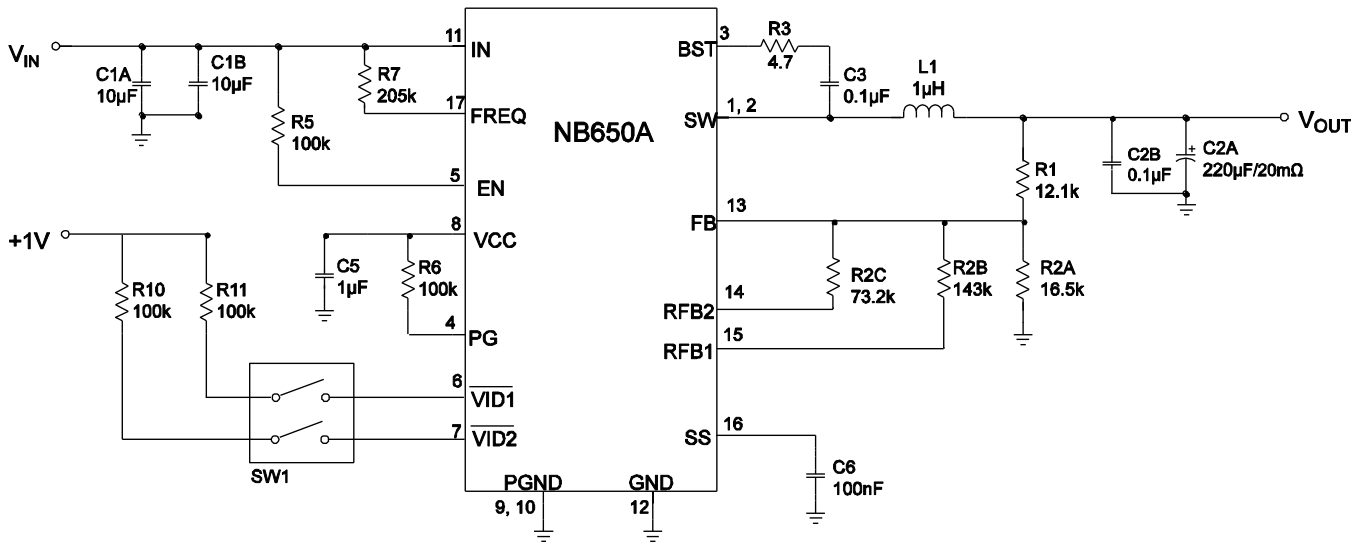 V_IN
C1A
10µF
C1B
10µF
R5
100k
R7
205k
11
IN
17
FREQ
5
EN
NB650A
3
BST
R3
4.7
C3
0.1µF
1, 2
SW
L1
1µH
V_OUT
C2B
0.1µF
+
C2A
220µF/20mΩ
R1
12.1k
13
FB
R2C
73.2k
R2B
143k
R2A
16.5k
14
RFB2
15
RFB1
+1V
R10
100k
R11
100k
8
VCC
C5
1µF
R6
100k
4
PG
6
VID1
7
VID2
SW1
16
SS
C6
100nF
PGND
9, 10
GND
12